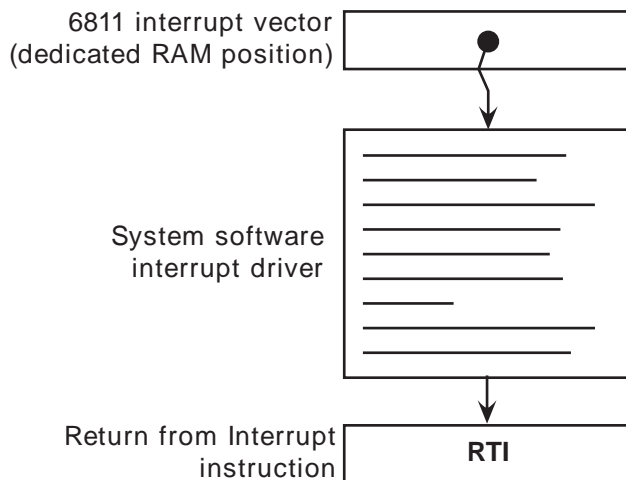 6811 interrupt vector
(dedicated RAM position)
System software
interrupt driver
Return from Interrupt
instruction
RTI